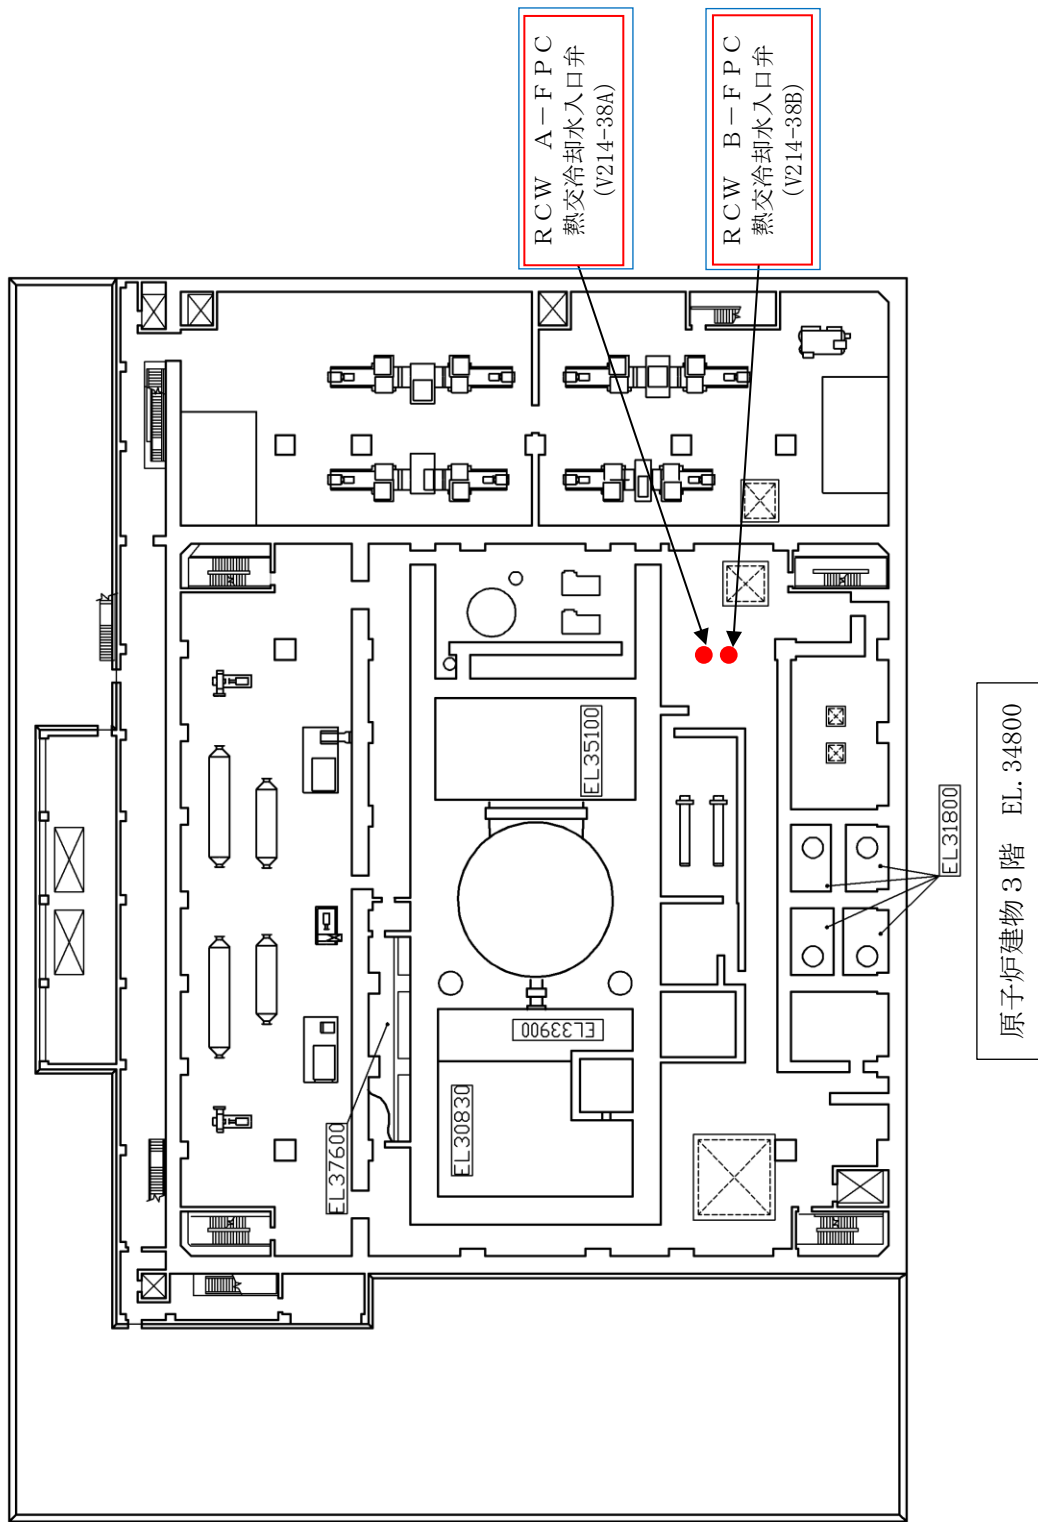 RCW A－FPC
熱交冷却水入口弁
(V214-38A)
RCW B－FPC
熱交冷却水入口弁
(V214-38B)
EL35100
EL31800
EL33900
EL30830
EL37600
原子炉建物3階 EL. 34800